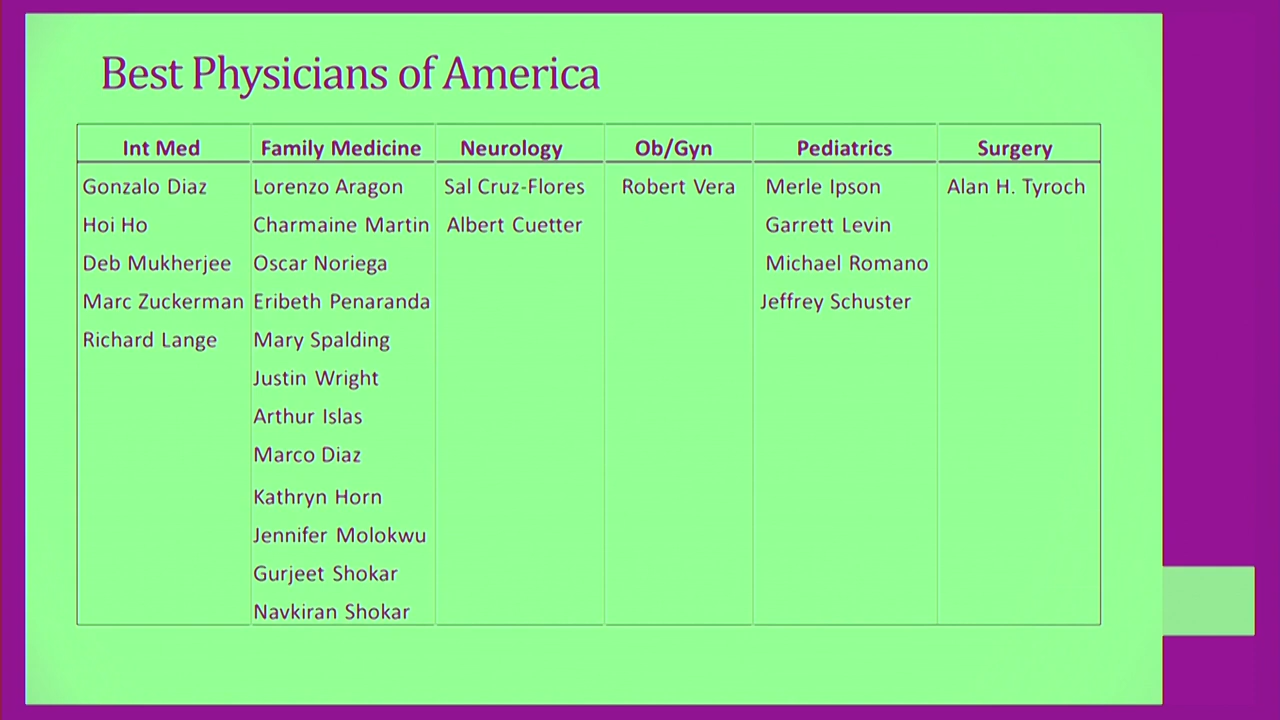 Best Physicians of America
Int Med Family Medicine Neurology Ob/Gyn Pediatrics Surgery
Gonzalo Diaz Lorenzo Aragon Sal Cruz-Flores Robert Vera Merle Ipson Alan H. Tyroch
Hoi Ho Charmaine Martin Albert Cuetter Garrett Levin
Deb Mukherjee Oscar Noriega Michael Romano
Marc Zuckerman Eribeth Penaranda Jeffrey Schuster
Richard Lange Mary Spalding
Justin Wright
Arthur Islas
Marco Diaz
Kathryn Horn
Jennifer Molokwu
Gurjeet Shokar
Navkiran Shokar